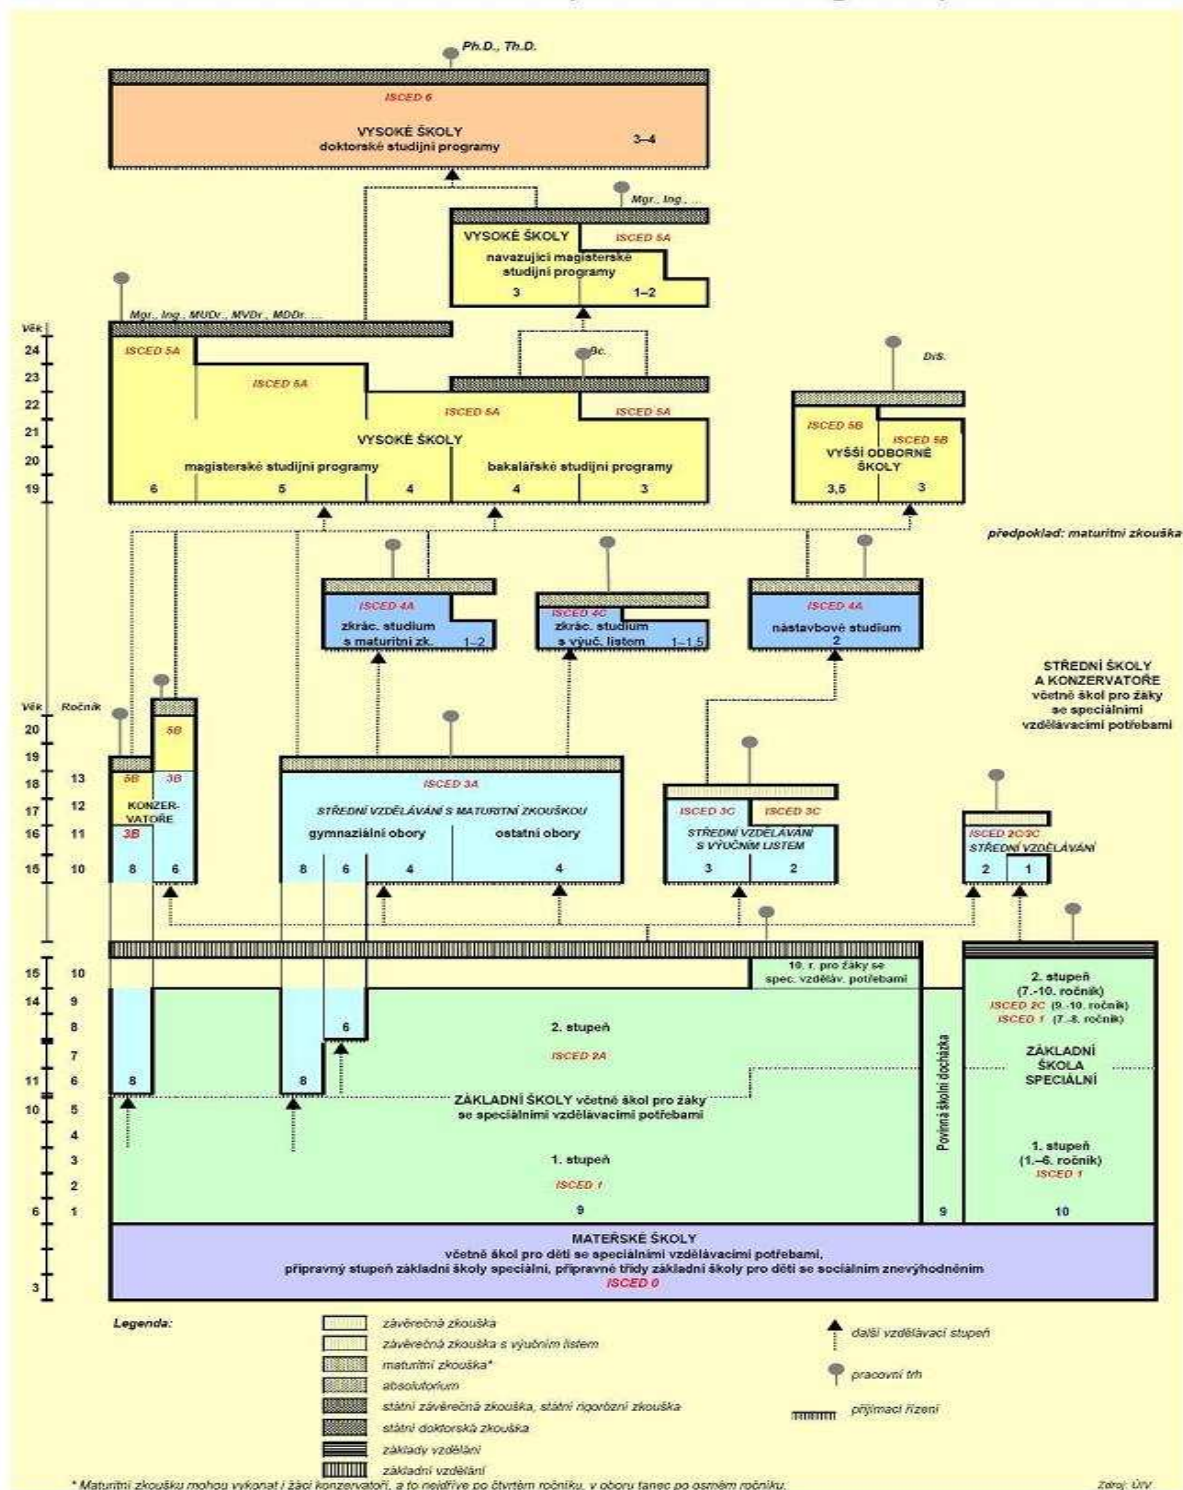 Ph.D., Th.D.
ISCED 6
VYSOKÉ ŠKOLY
doktorské studijní programy
3–4
Mgr., Ing., ...
VYSOKÉ ŠKOLY
ISCED 5A
navazující magisterské
studijní programy
3
1–2
Mgr., Ing., MUDr., MVDr., MDDr. ...
Věk
24
23
22
21
20
19
ISCED 5A
ISCED 5A
ISCED 5A
ISCED 5A
Bc.
VYSOKÉ ŠKOLY
magisterské studijní programy
bakalářské studijní programy
6
5
4
4
3
DiS.
ISCED 5B
ISCED 5B
VYŠŠÍ ODBORNÉ
ŠKOLY
3,5
3
předpoklad: maturitní zkouška
ISCED 4A
zkrác. studium
s maturitní zk.
1–2
ISCED 4C
zkrác. studium
s výuč. listem
1–1,5
ISCED 4A
nástavbové studium
2
STŘEDNÍ ŠKOLY
A KONZERVATOŘE
včetně škol pro žáky
se speciálními
vzdělávacími potřebami
Věk
Ročník
20
19
18
13
17
12
16
11
15
10
5B
5B
3B
KONZER-
VATOŘE
3B
8
6
ISCED 3A
STŘEDNÍ VZDĚLÁVÁNÍ S MATURITNÍ ZKOUŠKOU
gymnaziální obory
ostatní obory
8
6
4
4
ISCED 3C
ISCED 3C
STŘEDNÍ VZDĚLÁVÁNÍ
S VÝUČNÍM LISTEM
3
2
ISCED 2C/3C
STŘEDNÍ VZDĚLÁVÁNÍ
2
1
15
10
14
9
8
7
11
6
10
5
4
3
2
6
1
3
10. r. pro žáky se
spec. vzděláv. potřebami
8
8
6
2. stupeň
ISCED 2A
ZÁKLADNÍ ŠKOLY včetně škol pro žáky
se speciálními vzdělávacími potřebami
1. stupeň
ISCED 1
9
Povinná školní docházka
9
2. stupeň
(7.-10. ročník)
ISCED 2C (9.-10. ročník)
ISCED 1 (7.-8. ročník)
ZÁKLADNÍ
ŠKOLA
SPECIÁLNÍ
1. stupeň
(1.–6. ročník)
ISCED 1
10
MATEŘSKÉ ŠKOLY
včetně škol pro děti se speciálními vzdělávacími potřebami,
přípravný stupeň základní školy speciální, přípravné třídy základní školy pro děti se sociálním znevýhodněním
ISCED 0
Legenda:
závěrečná zkouška
závěrečná zkouška s výučním listem
maturitní zkouška*
absolutorium
státní závěrečná zkouška, státní rigorózní zkouška
státní doktorská zkouška
základy vzdělání
základní vzdělání
další vzdělávací stupeň
pracovní trh
přijímací řízení
* Maturitní zkoušku mohou vykonat i žáci konzervatoří, a to nejdříve po čtvrtém ročníku, v oboru tanec po osmém ročníku.
Zdroj: ÚIV